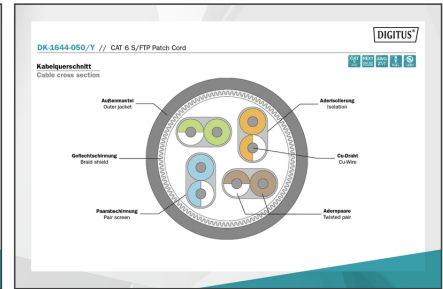 DIGITUS®
DK-1644-050/Y // CAT 6 S/FTP Patch Cord
Kabelquerschnitt
Cable cross section
Außenmantel
Outer jacket
Aderisolierung
Isolation
Geflechtschirmung
Braid shield
Cu-Draht
Cu-Wire
Paarabschirmung
Pair screen
Adernpaare
Twisted pair